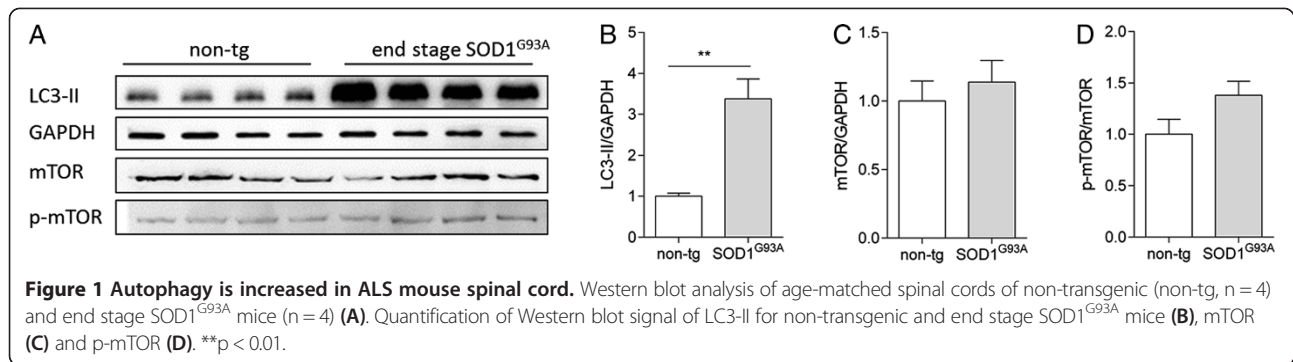 A
non-tg
end stage SOD1G93A
LC3-II
GAPDH
mTOR
p-mTOR
B
LC3-II/GAPDH
5
4
3
2
1
0
**
non-tg
SOD1G93A
C
mTOR/GAPDH
1.5
1.0
0.5
0.0
non-tg
SOD1G93A
D
p-mTOR/mTOR
2.0
1.5
1.0
0.5
0.0
non-tg
SOD1G93A
Figure 1 Autophagy is increased in ALS mouse spinal cord. Western blot analysis of age-matched spinal cords of non-transgenic (non-tg, n = 4)
and end stage SOD1G93A mice (n = 4) (A). Quantification of Western blot signal of LC3-II for non-transgenic and end stage SOD1G93A mice (B), mTOR
(C) and p-mTOR (D). **p < 0.01.